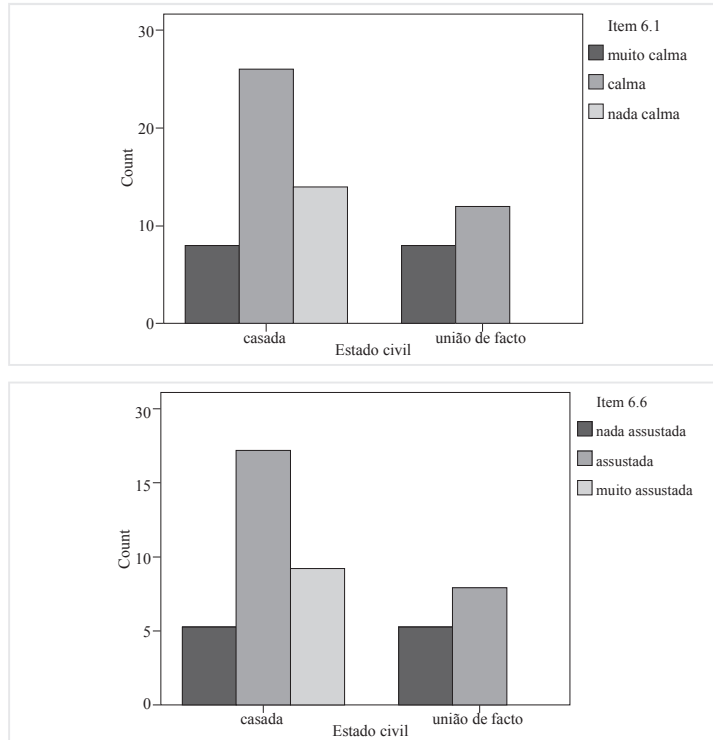 Item 6.1
muito calma
calma
nada calma
30
20
10
0
Count
casada
união de facto
Estado civil
Item 6.6
nada assustada
assustada
muito assustada
30
15
10
5
0
Count
casada
união de facto
Estado civil